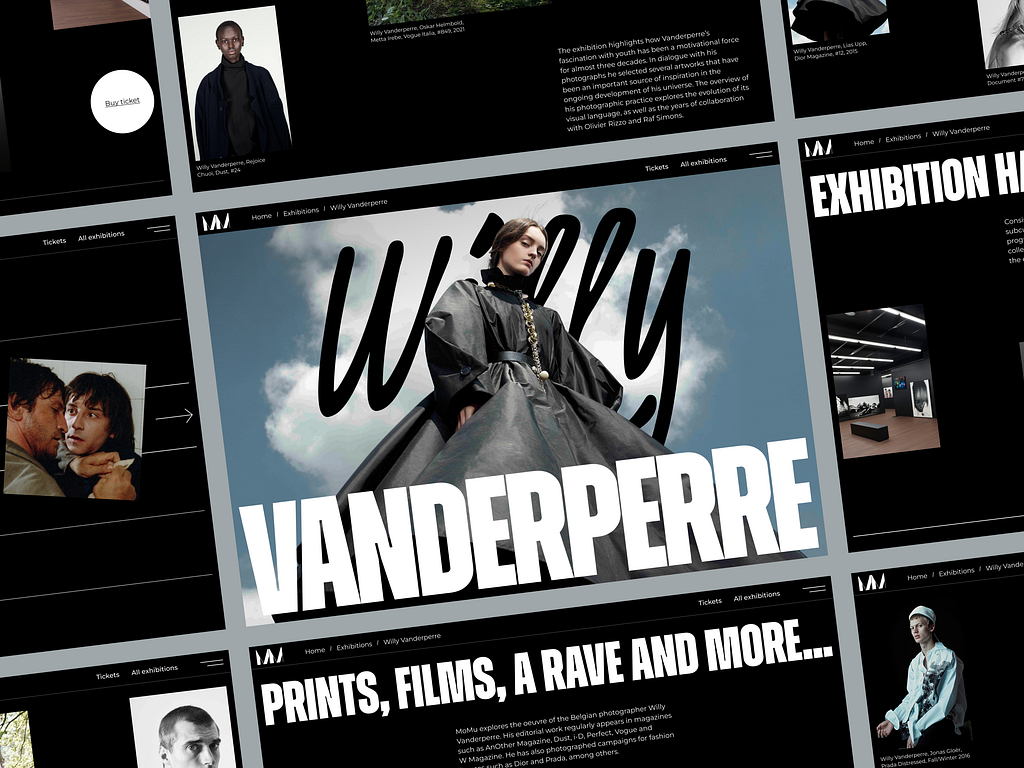 Buy ticket
Willy Vanderperre, Rejoice
Chuol, Dust, #24
Willy Vanderperre, Oskar Helmbold,
Metta Irebe, Vogue Italia, #849, 2021
The exhibition highlights how Vanderperre's
fascination with youth has been a motivational force
for almost three decades. In dialogue with his
photographs he selected several artworks that have
been an important source of inspiration in the
ongoing development of his universe. The overview of
his photographic practice explores the evolution of its
visual language, as well as the years of collaboration
with Olivier Rizzo and Raf Simons.
Willy Vanderperre, Lias Upp,
Dior Magazine, #12, 2015.
Willy Vanderperre
Document #
Tickets All exhibitions
Home / Exhibitions / Willy Vanderperre
Tickets All exhibitions
Willy
VANDERPERRE
Home / Exhibitions / Willy Vanderperre
EXHIBITION HA
Tickets All exhibitions
Home / Exhibitions / Willy Vanderperre
Tickets All exhibitions
PRINTS, FILMS, A RAVE AND MORE...
MoMu explores the oeuvre of the Belgian photographer Willy
Vanderperre. His editorial work regularly appears in magazines
such as AnOther Magazine, Dust, i-D, Perfect, Vogue and
W Magazine. He has also photographed campaigns for fashion
such as Dior and Prada, among others.
Home / Exhibitions / Willy Vanderperre
Willy Vanderperre, Jonas Glöer,
Prada Distressed, Fall/Winter 2016